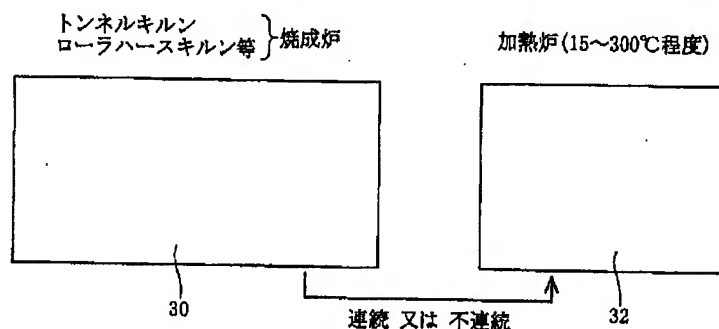 トンネルキルン
ローラハースキルン等}焼成炉
加熱炉(15~300℃程度)
30
連続 又は 不連続
32